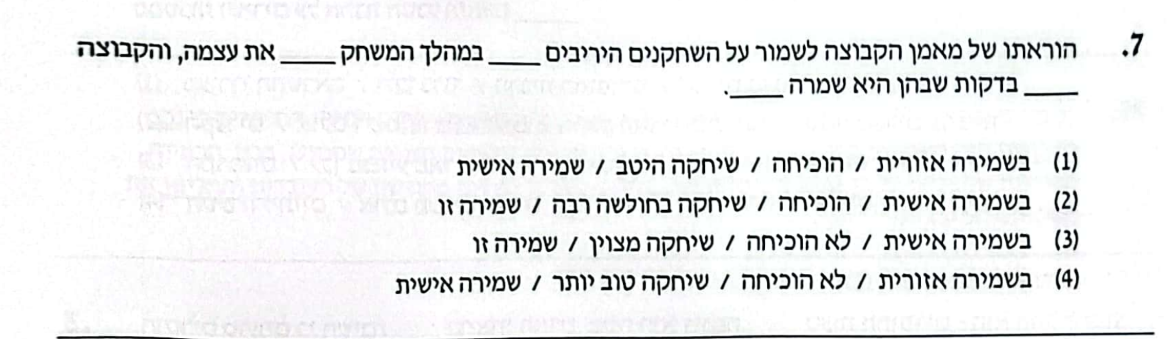 7. הוראתו של מאמן הקבוצה לשמור על השחקנים היריבים ____ במהלך המשחק ____ את עצמה, והקבוצה
____ בדקות שבהן היא שמרה ____.
(1) בשמירה אזורית / הוכיחה / שיחקה היטב / שמירה אישית
(2) בשמירה אישית / הוכיחה / שיחקה בחולשה רבה / שמירה זו
(3) בשמירה אישית / לא הוכיחה / שיחקה מצוין / שמירה זו
(4) בשמירה אזורית / לא הוכיחה / שיחקה טוב יותר / שמירה אישית